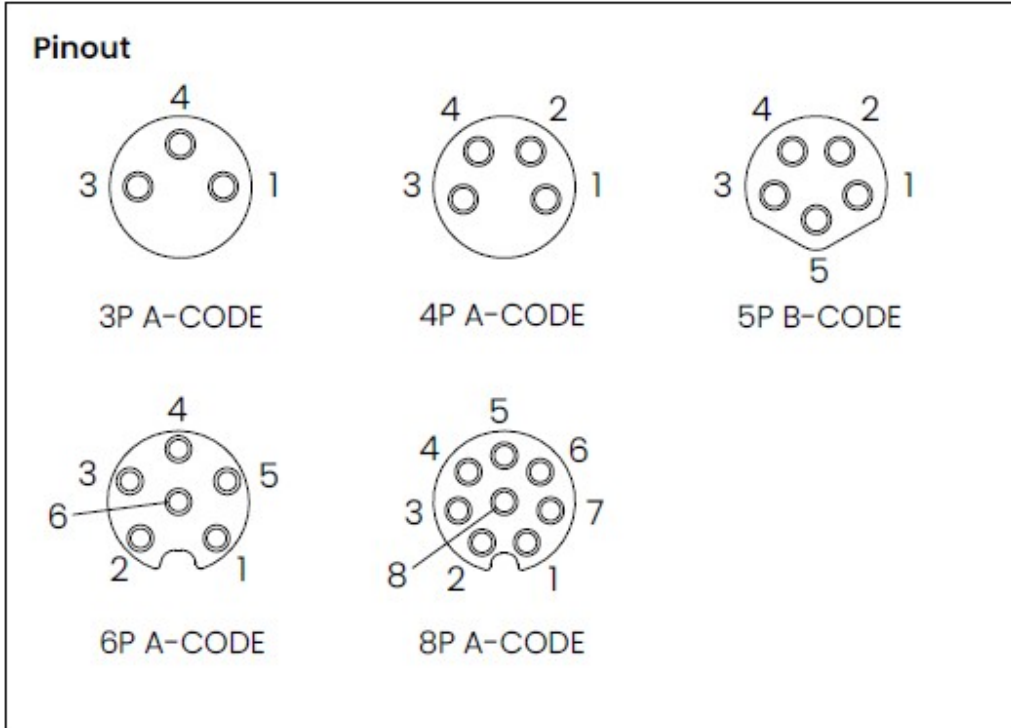 Pinout
4
3 1
3P A-CODE
4 2
3 1
4P A-CODE
4 2
3 1
5
5P B-CODE
4
3 5
6
2 1
6P A-CODE
5
4 6
3 7
8
2 1
8P A-CODE